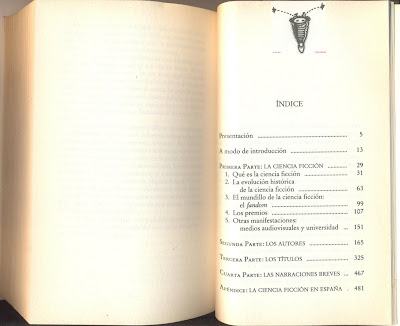 ÍNDICE
Presentación ........ 5
A modo de introducción ........ 13
PRIMERA PARTE: LA CIENCIA FICCIÓN ........ 29
1. Qué es la ciencia ficción ........ 31
2. La evolución histórica
de la ciencia ficción ........ 63
3. El mundillo de la ciencia ficción:
el fandom ........ 99
4. Los premios ........ 107
5. Otras manifestaciones:
medios audiovisuales y universidad ... 151
SEGUNDA PARTE: LOS AUTORES ........ 165
TERCERA PARTE: LOS TÍTULOS ........ 325
CUARTA PARTE: LAS NARRACIONES BREVES ... 467
APÉNDICE: LA CIENCIA FICCIÓN EN ESPAÑA . 481